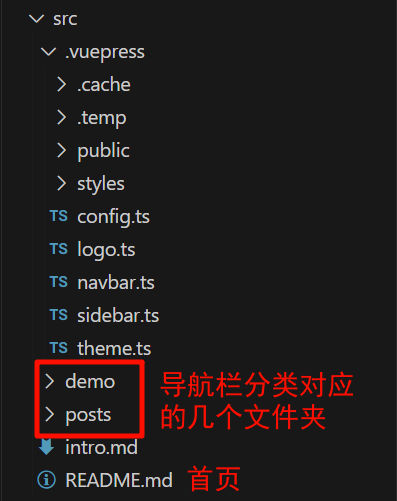 src
.vuepress
.cache
.temp
public
styles
TS config.ts
TS logo.ts
TS navbar.ts
TS sidebar.ts
TS theme.ts
demo 导航栏分类对应
posts 的几个文件夹
intro.md
README.md 首页